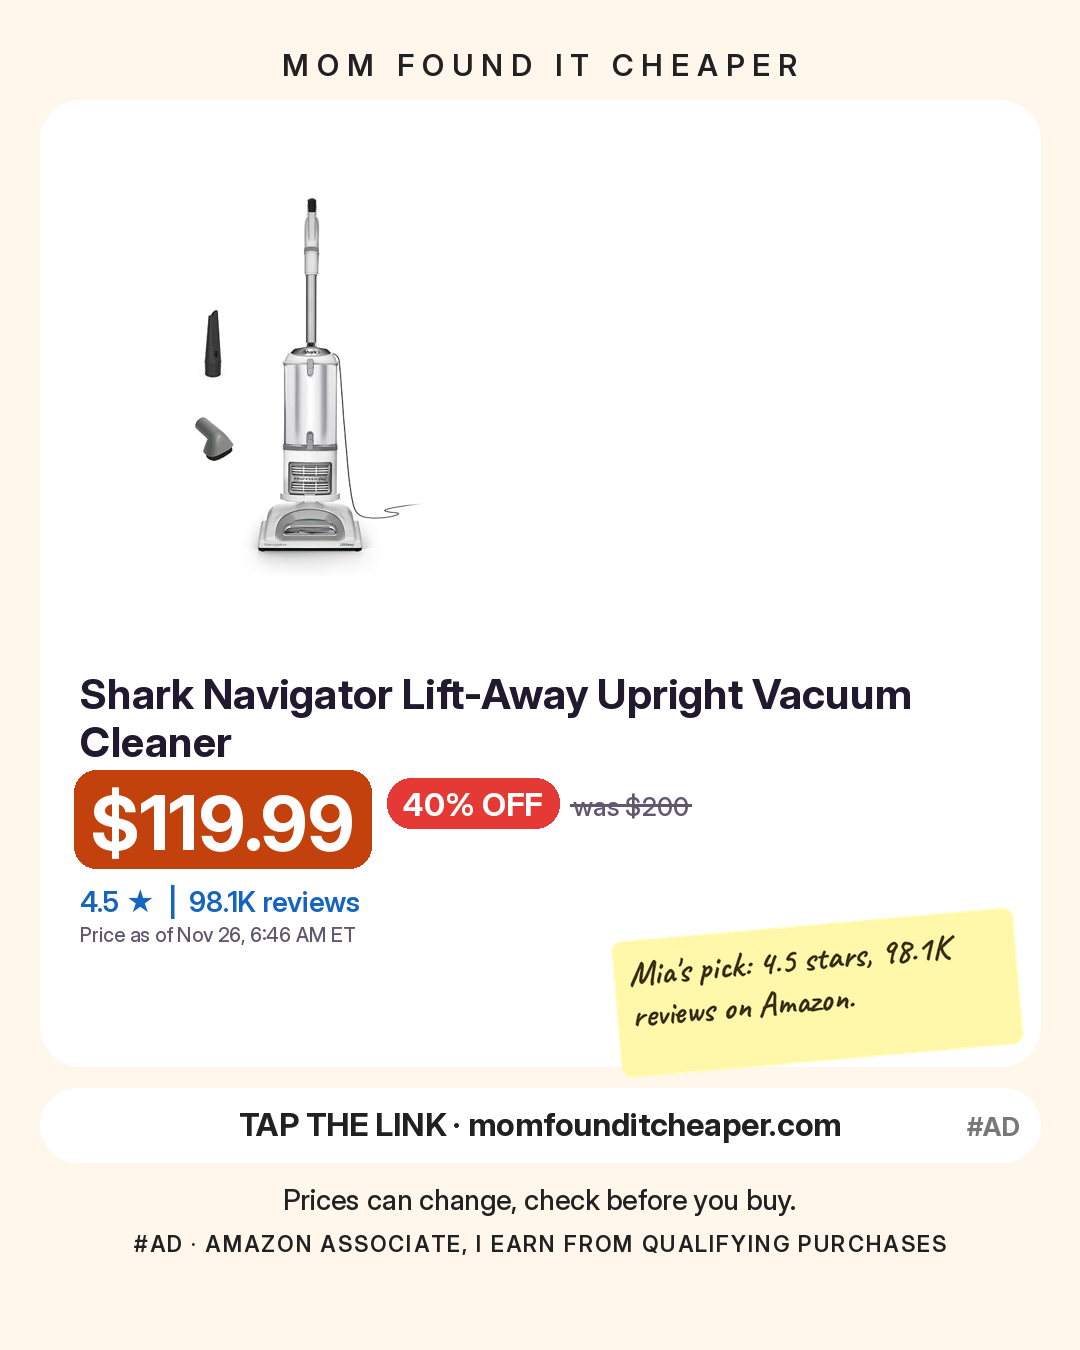 MOM FOUND IT CHEAPER
Shark Navigator Lift-Away Upright Vacuum
Cleaner
$119.99
40% OFF
was $200
4.5 ★ | 98.1K reviews
Price as of Nov 26, 6:46 AM ET
Mia's pick: 4.5 stars, 98.1K
reviews on Amazon.
TAP THE LINK · momfounditcheaper.com
#AD
Prices can change, check before you buy.
#AD · AMAZON ASSOCIATE, I EARN FROM QUALIFYING PURCHASES